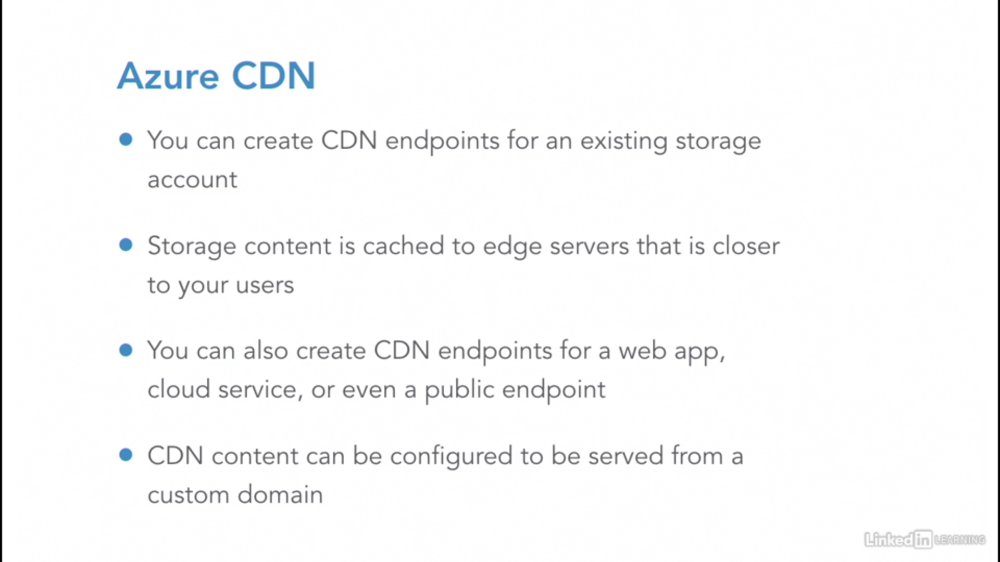 Azure CDN
You can create CDN endpoints for an existing storage
account
Storage content is cached to edge servers that is closer
to your users
You can also create CDN endpoints for a web app,
cloud service, or even a public endpoint
CDN content can be configured to be served from a
custom domain
Linked in LEARNING